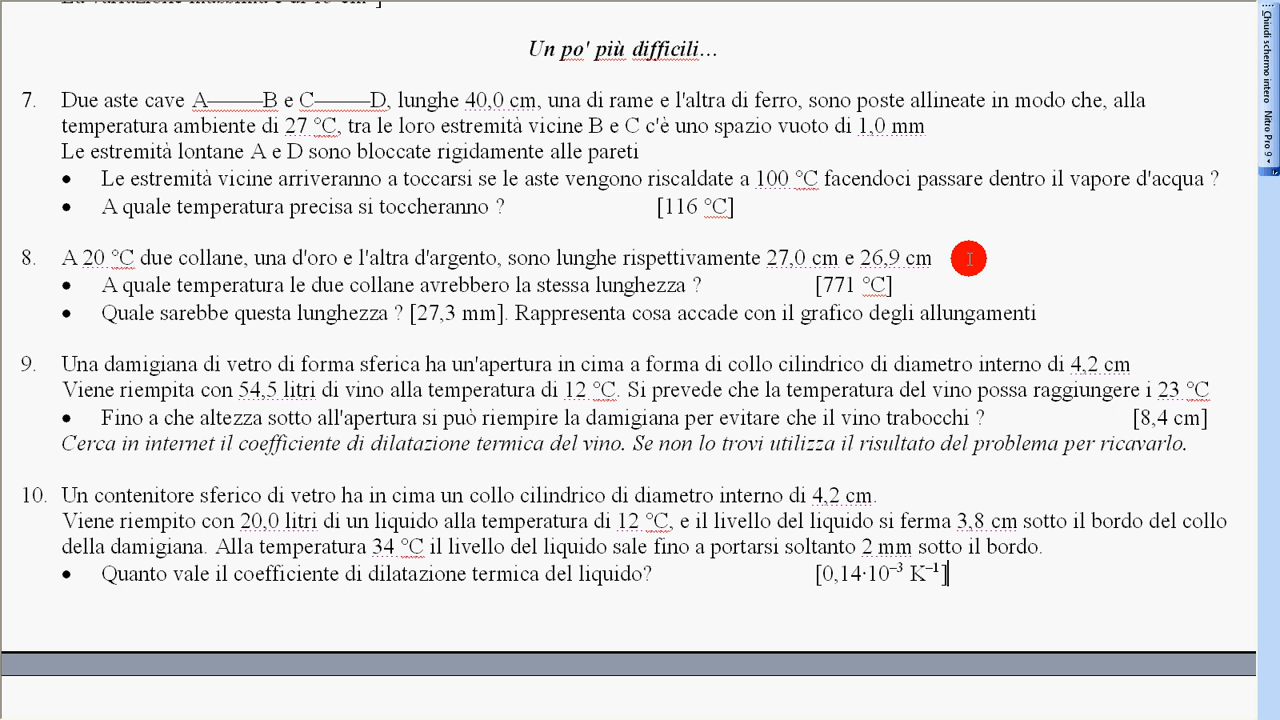 Un po' più difficili...
7. Due aste cave A———B e C———D, lunghe 40,0 cm, una di rame e l'altra di ferro, sono poste allineate in modo che, alla
temperatura ambiente di 27 °C, tra le loro estremità vicine B e C c'è uno spazio vuoto di 1,0 mm
Le estremità lontane A e D sono bloccate rigidamente alle pareti
• Le estremità vicine arriveranno a toccarsi se le aste vengono riscaldate a 100 °C facendoci passare dentro il vapore d'acqua ?
• A quale temperatura precisa si toccheranno ? [116 °C]
8. A 20 °C due collane, una d'oro e l'altra d'argento, sono lunghe rispettivamente 27,0 cm e 26,9 cm
• A quale temperatura le due collane avrebbero la stessa lunghezza ? [771 °C]
• Quale sarebbe questa lunghezza ? [27,3 mm]. Rappresenta cosa accade con il grafico degli allungamenti
9. Una damigiana di vetro di forma sferica ha un'apertura in cima a forma di collo cilindrico di diametro interno di 4,2 cm
Viene riempita con 54,5 litri di vino alla temperatura di 12 °C. Si prevede che la temperatura del vino possa raggiungere i 23 °C
• Fino a che altezza sotto all'apertura si può riempire la damigiana per evitare che il vino trabocchi ? [8,4 cm]
Cerca in internet il coefficiente di dilatazione termica del vino. Se non lo trovi utilizza il risultato del problema per ricavarlo.
10. Un contenitore sferico di vetro ha in cima un collo cilindrico di diametro interno di 4,2 cm.
Viene riempito con 20,0 litri di un liquido alla temperatura di 12 °C, e il livello del liquido si ferma 3,8 cm sotto il bordo del collo
della damigiana. Alla temperatura 34 °C il livello del liquido sale fino a portarsi soltanto 2 mm sotto il bordo.
• Quanto vale il coefficiente di dilatazione termica del liquido? [0,14·10⁻³ K⁻¹]
Chiudi schermo intero Nitro Pro 9